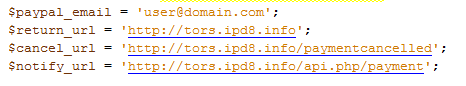 $paypal_email = 'user@domain.com';
$return_url = 'http://tors.ipd8.info';
$cancel_url = 'http://tors.ipd8.info/paymentcancelled';
$notify_url = 'http://tors.ipd8.info/api.php/payment';